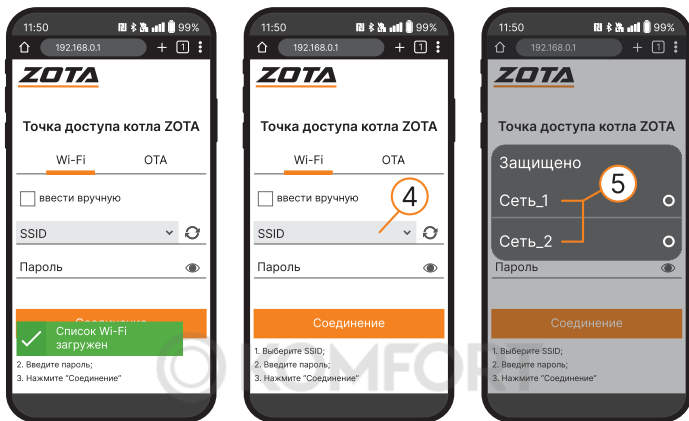 11:50 99%
192.168.0.1 + 1
ZOTA
Точка доступа котла ZOTA
Wi-Fi OTA
ввести вручную
SSID
Пароль
Соединение
Список Wi-Fi
загружен
2. Введите пароль;
3. Нажмите “Соединение”
11:50 99%
192.168.0.1 + 1
ZOTA
Точка доступа котла ZOTA
Wi-Fi OTA
ввести вручную
4
SSID
Пароль
Соединение
1. Выберите SSID;
2. Введите пароль;
3. Нажмите “Соединение”
11:50 99%
192.168.0.1 + 1
ZOTA
Точка доступа котла ZOTA
Защищено
5
Сеть_1
Сеть_2
Пароль
Соединение
1. Выберите SSID;
2. Введите пароль;
3. Нажмите “Соединение”
KOMFORT